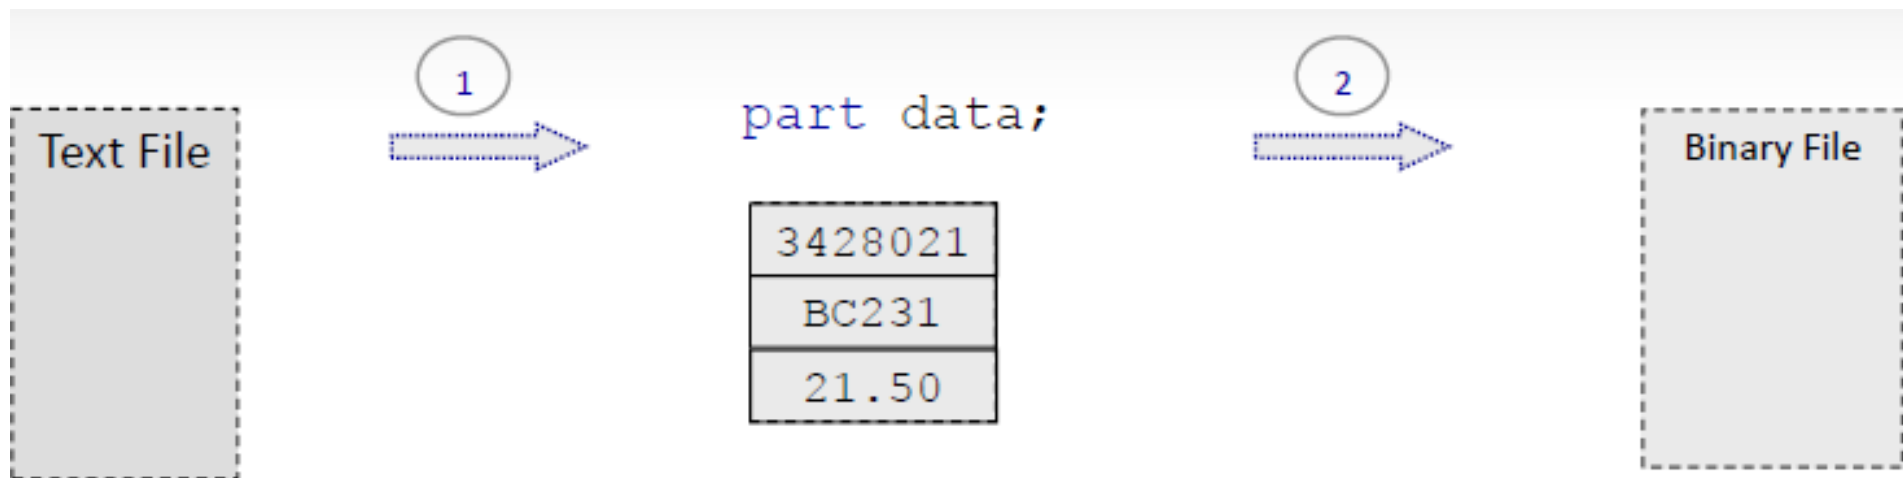 1
2
part data;
Text File
Binary File
3428021
BC231
21.50